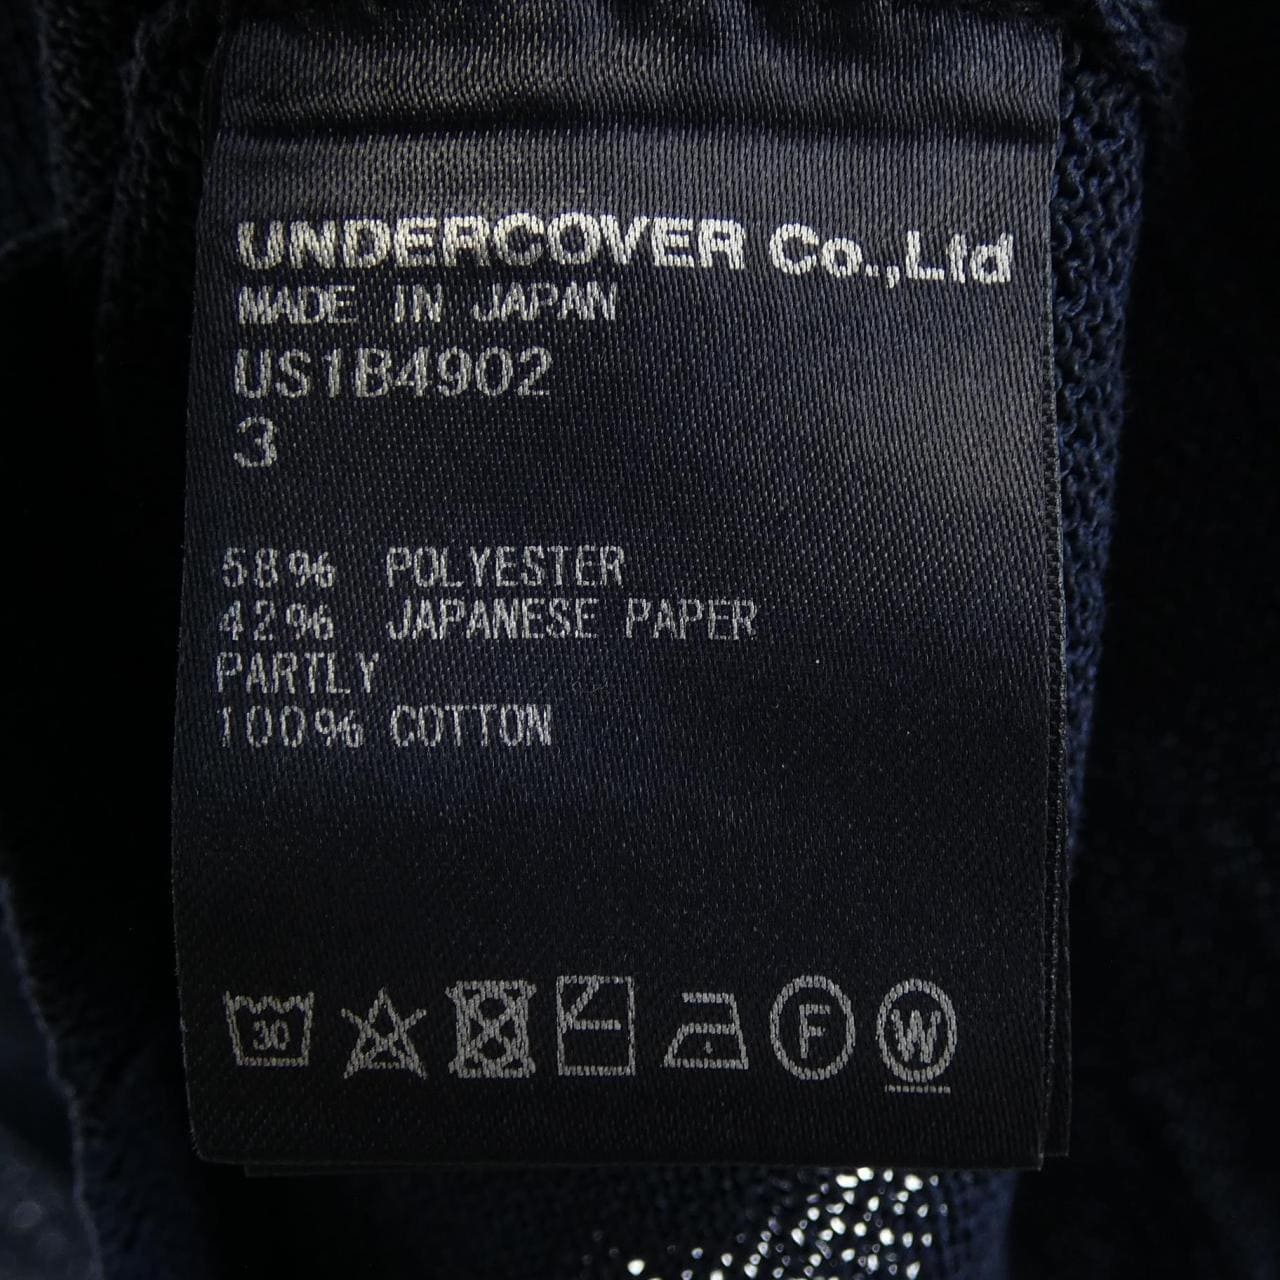 UNDERCOVER Co.,Ltd
MADE IN JAPAN
US1B4902
3
58% POLYESTER
42% JAPANESE PAPER
PARTLY
100% COTTON
30 F W